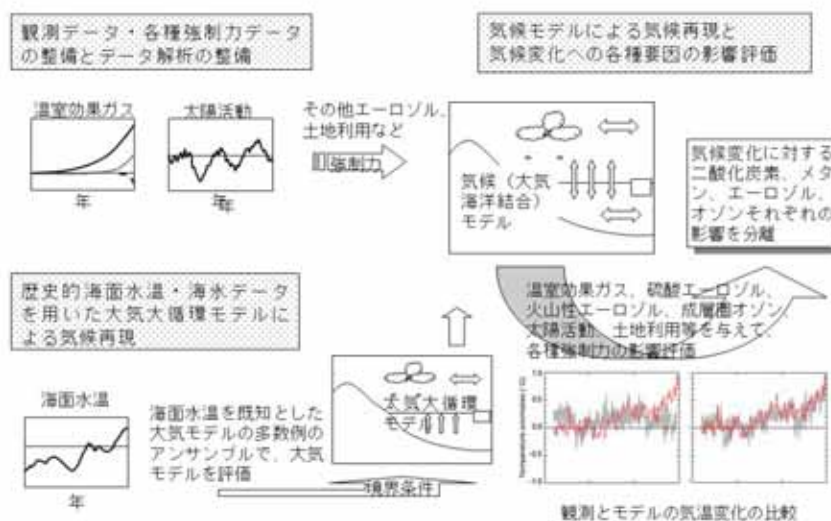 観測データ・各種強制力データ
の整備とデータ解析の整備
気候モデルによる気候再現と
気候変化への各種要因の影響評価
温室効果ガス
年
太陽活動
年
その他エーロゾル、
土地利用など
強制力
気候（大気
海洋結合）
モデル
気候変化に対する
二酸化炭素、メタ
ン、エーロゾル、
オゾンそれぞれの
影響を分離
温室効果ガス、硫酸エーロゾル、
火山性エーロゾル、成層圏オゾン、
太陽活動、土地利用等を与えて、
各種強制力の影響評価
歴史的海面水温・海氷データ
を用いた大気大循環モデルに
よる気候再現
海面水温
年
海面水温を既知とした
大気モデルの多数例の
アンサンブルで、大気
モデルを評価
大気大循環
モデル
境界条件
Temperature anomalies (℃)
1.0
0.5
0.0
-0.5
-1.0
観測とモデルの気温変化の比較